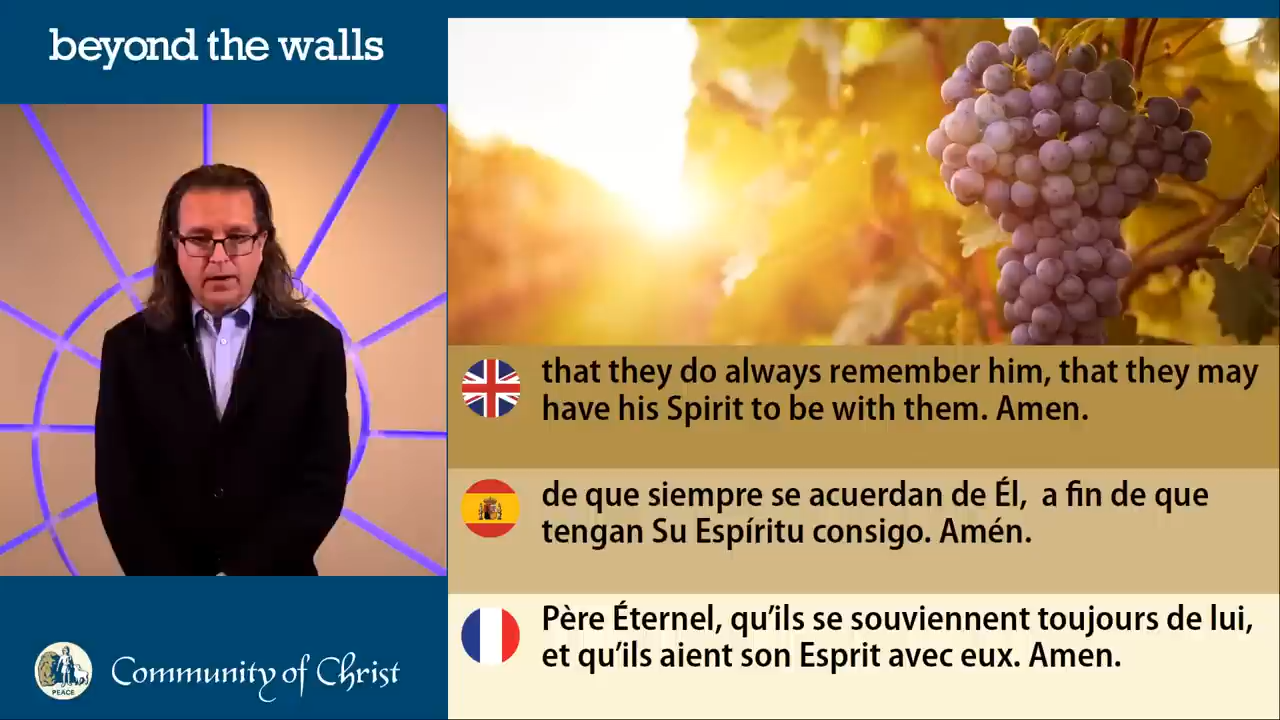 beyond the walls
that they do always remember him, that they may
have his Spirit to be with them. Amen.
de que siempre se acuerdan de Él,  a fin de que
tengan Su Espíritu consigo. Amén.
Père Éternel, qu’ils se souviennent toujours de lui,
et qu’ils aient son Esprit avec eux. Amen.
PEACE
Community of Christ